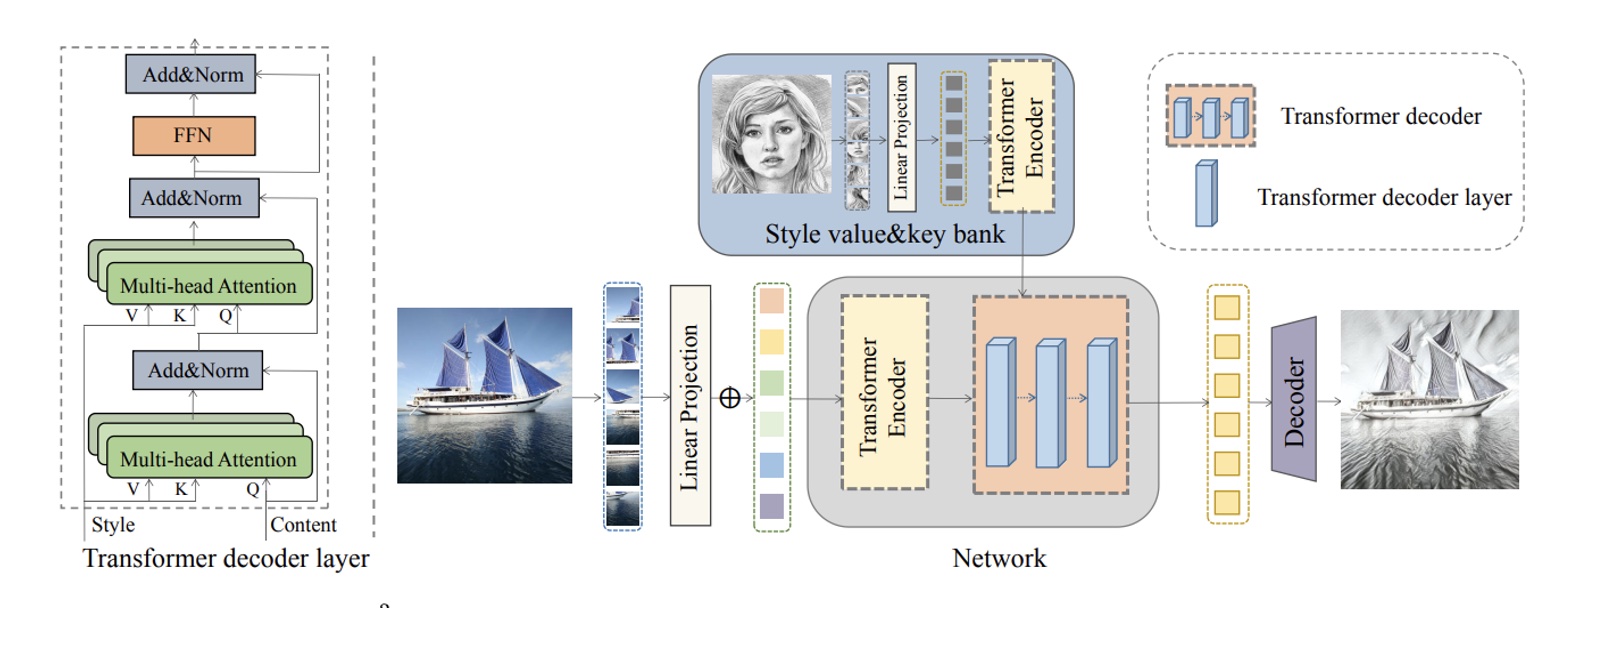 Add&Norm
FFN
Add&Norm
Multi-head Attention
V K Q
Add&Norm
Multi-head Attention
V K Q
Style Content
Transformer decoder layer
Linear Projection
Transformer
Encoder
Style value&key bank
Linear Projection
Transformer
Encoder
Network
Decoder
Transformer decoder
Transformer decoder layer